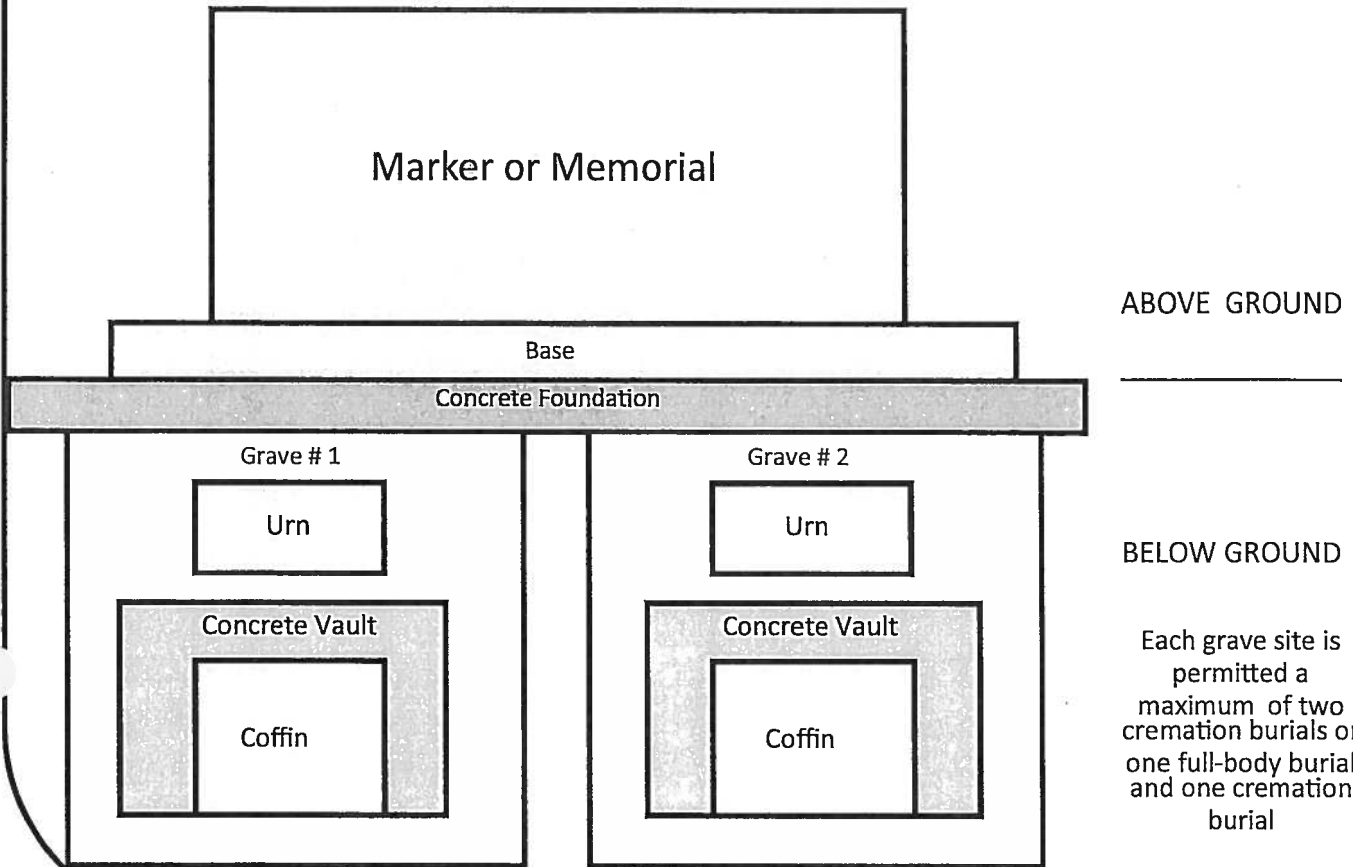 Marker or Memorial
ABOVE GROUND
Base
Concrete Foundation
Grave # 1
Grave # 2
Urn
Urn
BELOW GROUND
Concrete Vault
Concrete Vault
Coffin
Coffin
Each grave site is
permitted a
maximum of two
cremation burials or
one full-body burial
and one cremation
burial